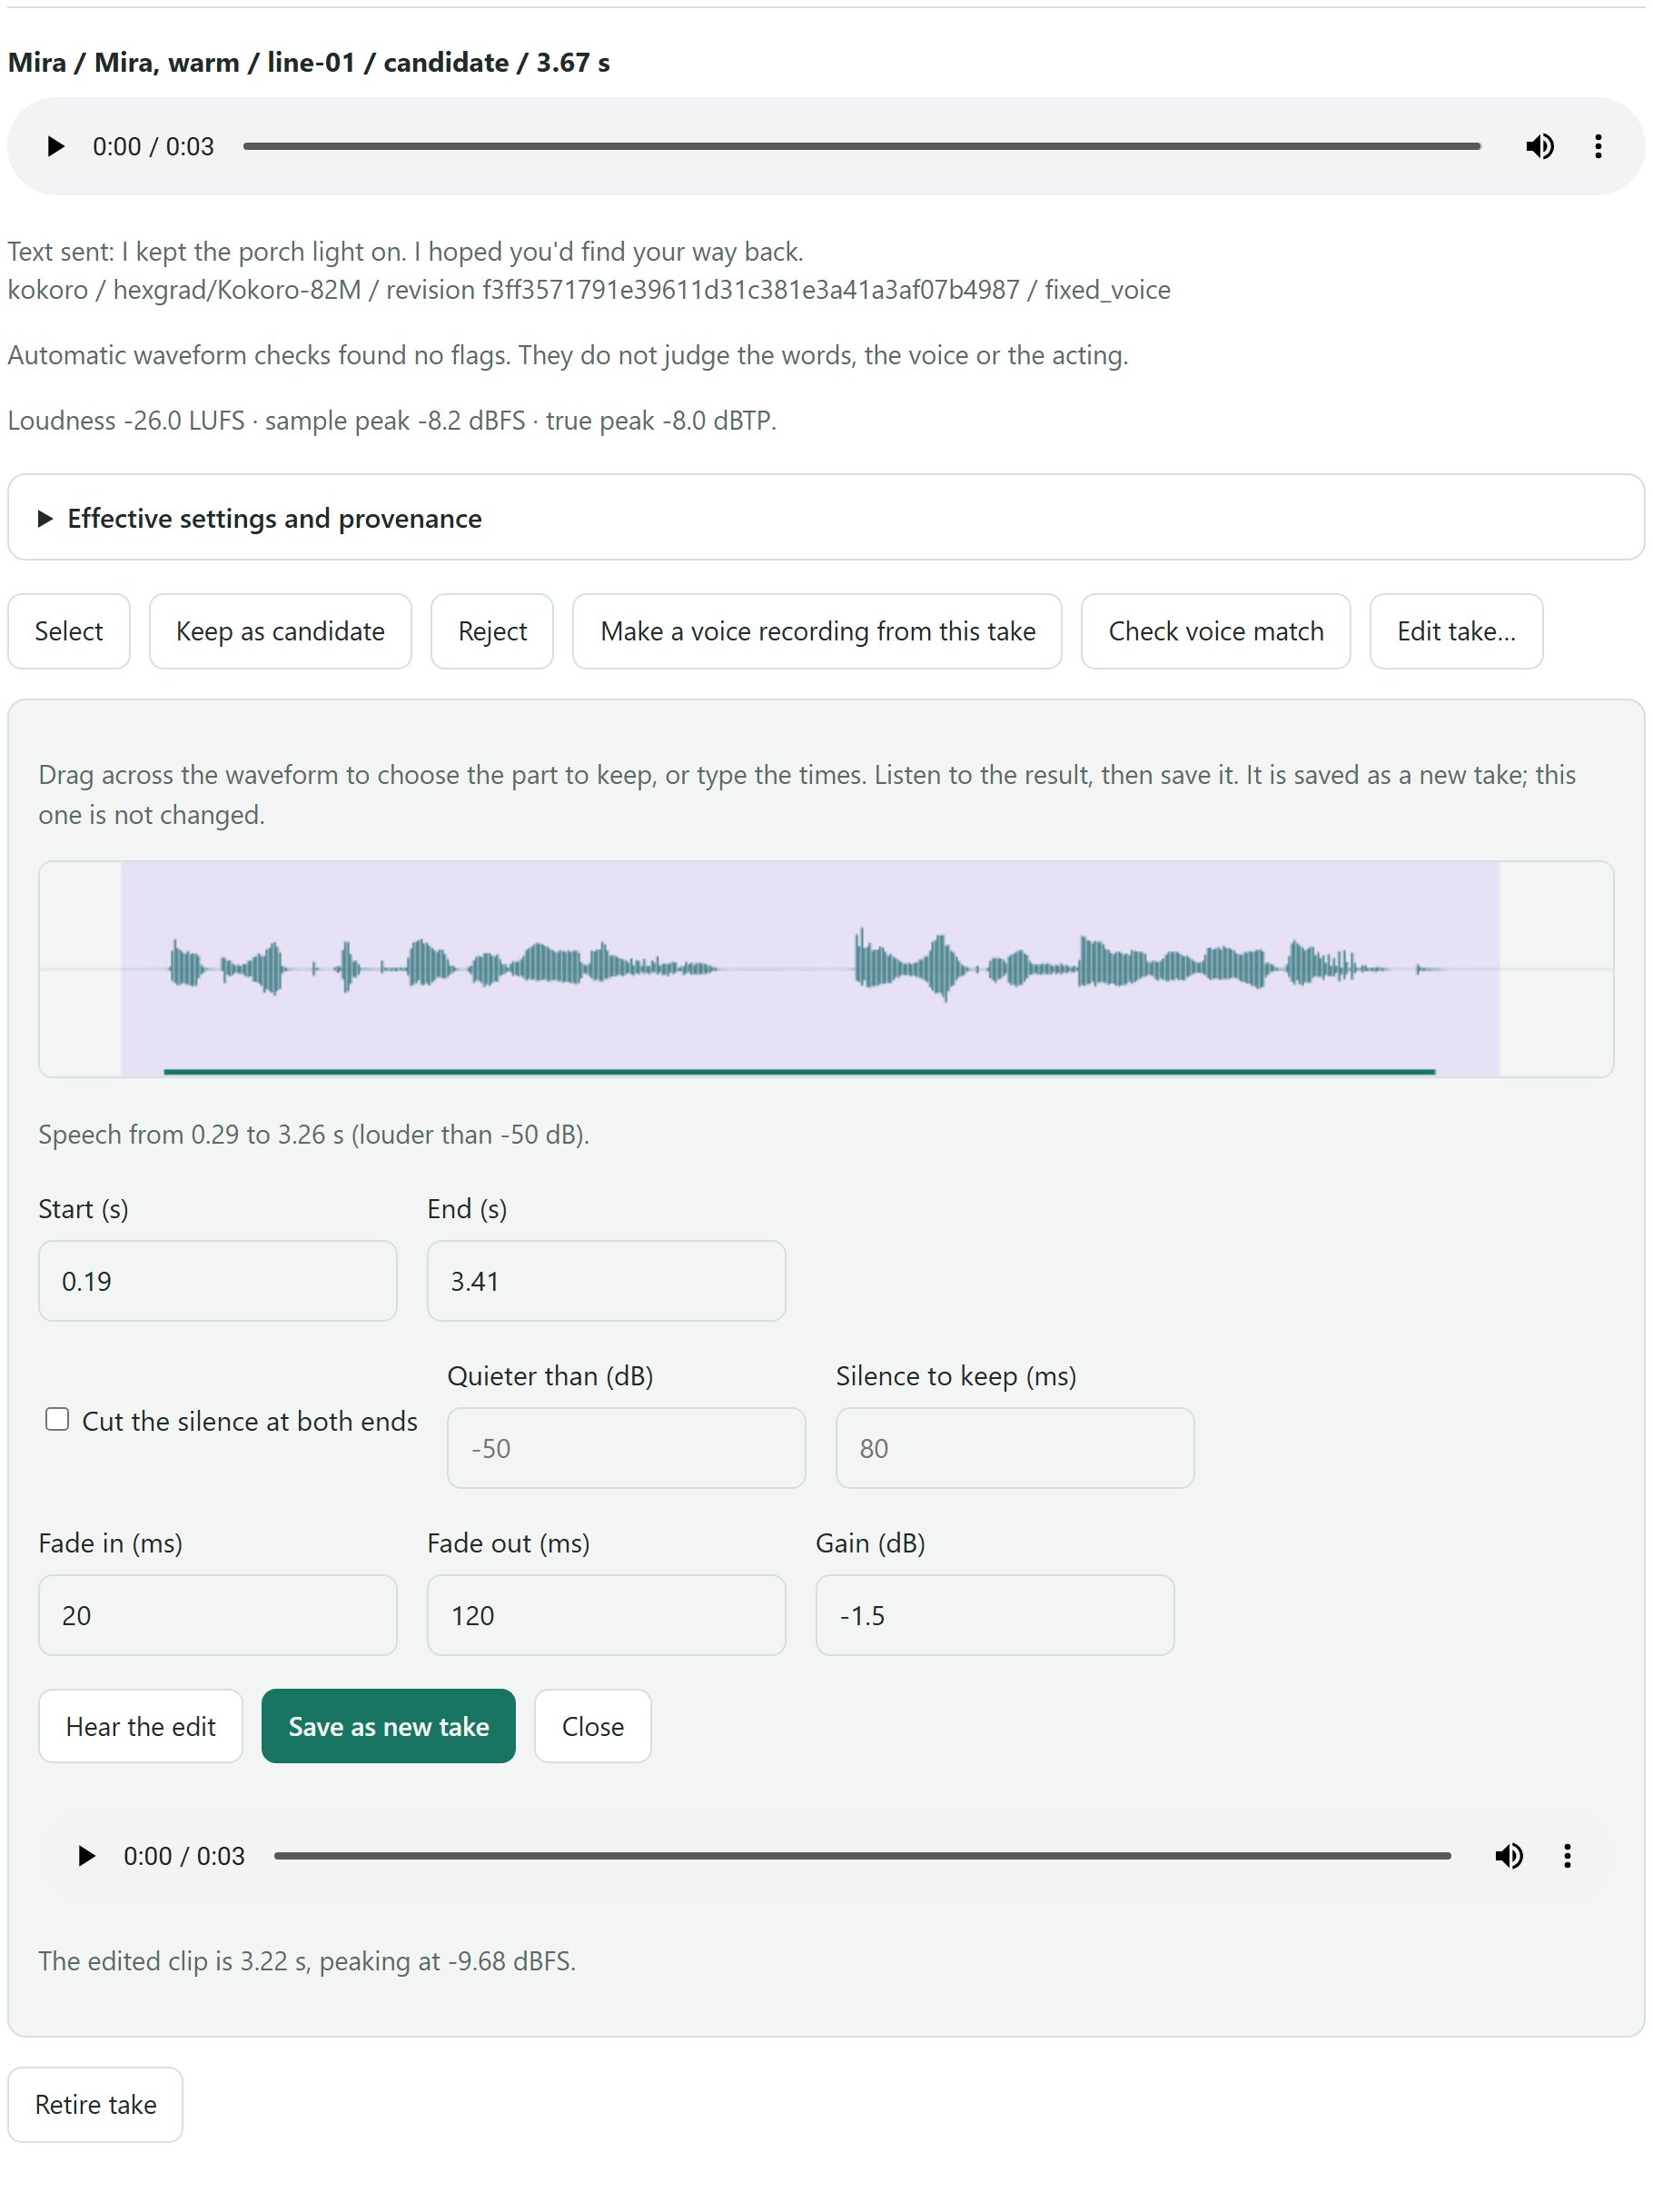 Mira / Mira, warm / line-01 / candidate / 3.67 s
0:00 / 0:03
Text sent: I kept the porch light on. I hoped you'd find your way back.
kokoro / hexgrad/Kokoro-82M / revision f3ff3571791e39611d31c381e3a41a3af07b4987 / fixed_voice
Automatic waveform checks found no flags. They do not judge the words, the voice or the acting.
Loudness -26.0 LUFS · sample peak -8.2 dBFS · true peak -8.0 dBTP.
Effective settings and provenance
Select Keep as candidate Reject Make a voice recording from this take Check voice match Edit take...
Drag across the waveform to choose the part to keep, or type the times. Listen to the result, then save it. It is saved as a new take; this
one is not changed.
Speech from 0.29 to 3.26 s (louder than -50 dB).
Start (s) End (s)
0.19 3.41
Quieter than (dB) Silence to keep (ms)
Cut the silence at both ends
-50 80
Fade in (ms) Fade out (ms) Gain (dB)
20 120 -1.5
Hear the edit Save as new take Close
0:00 / 0:03
The edited clip is 3.22 s, peaking at -9.68 dBFS.
Retire take